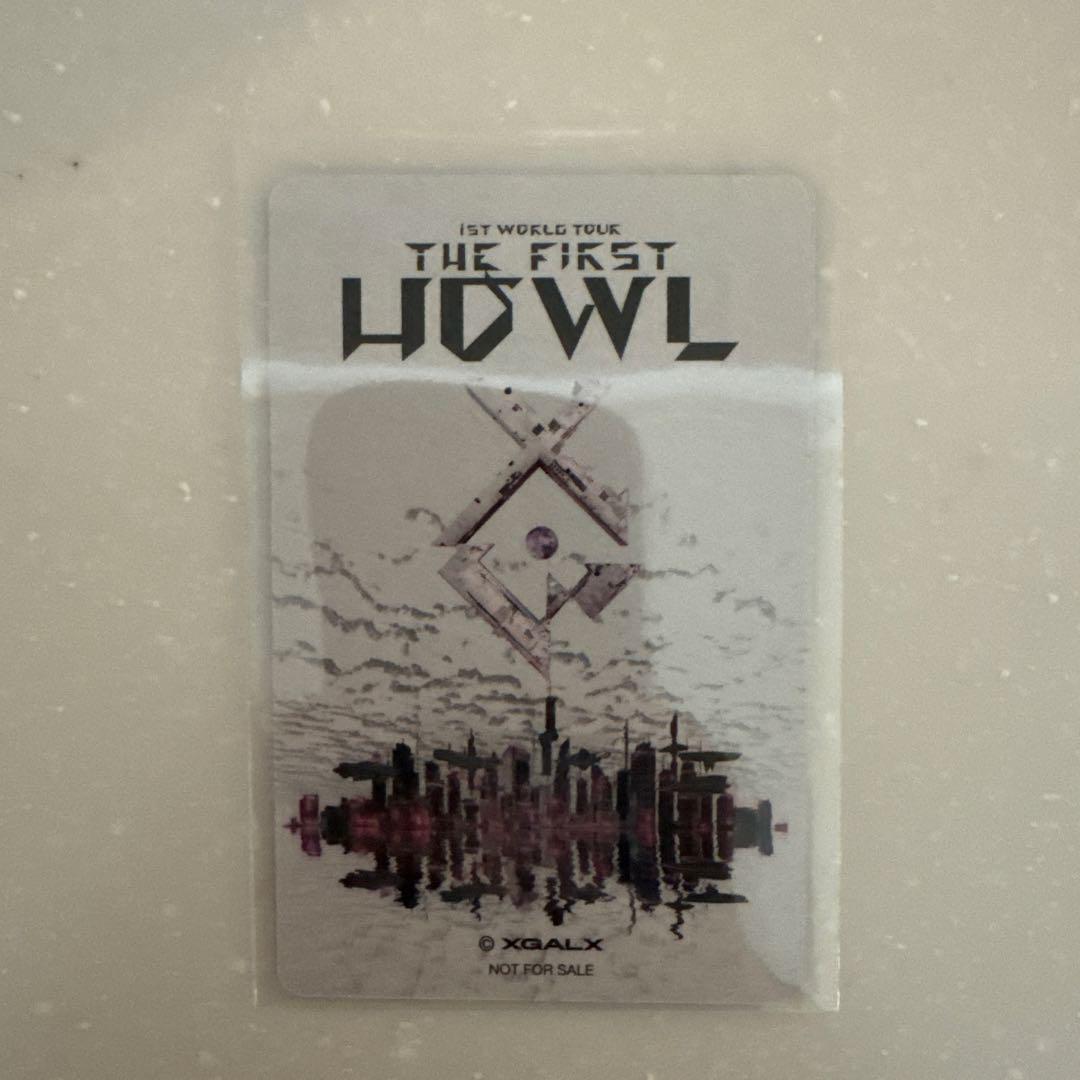 1ST WORLD TOUR
THE FIRST
HOWL
© XGALX
NOT FOR SALE